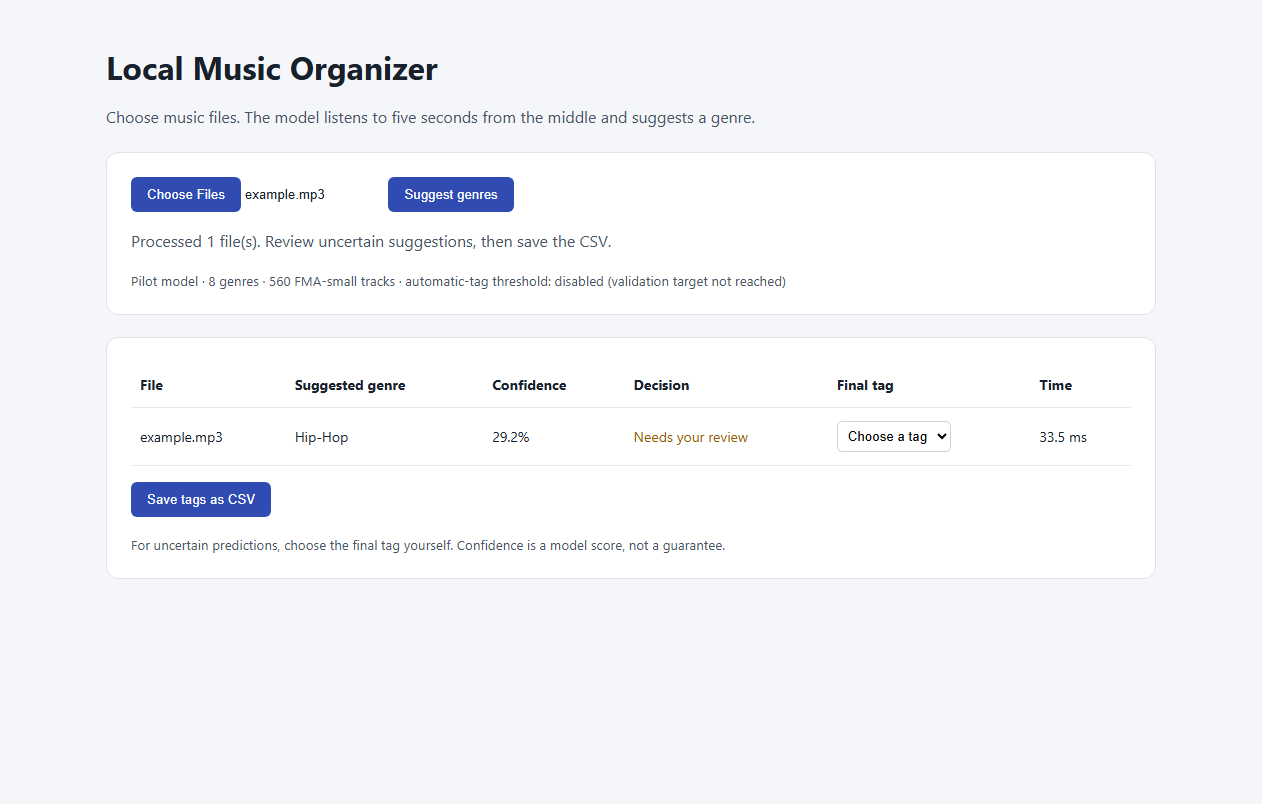 Local Music Organizer
Choose music files. The model listens to five seconds from the middle and suggests a genre.
Choose Files example.mp3 Suggest genres
Processed 1 file(s). Review uncertain suggestions, then save the CSV.
Pilot model · 8 genres · 560 FMA-small tracks · automatic-tag threshold: disabled (validation target not reached)
File Suggested genre Confidence Decision Final tag Time
example.mp3 Hip-Hop 29.2% Needs your review Choose a tag 33.5 ms
Save tags as CSV
For uncertain predictions, choose the final tag yourself. Confidence is a model score, not a guarantee.